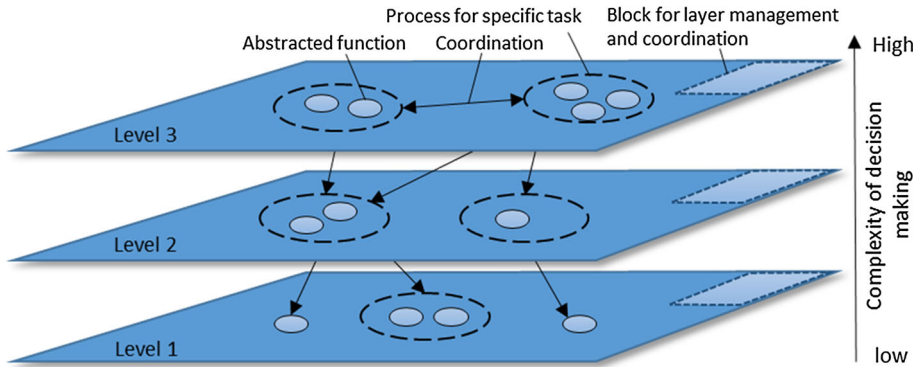 Process for specific task
Block for layer management
and coordination
Abstracted function
Coordination
High
Level 3
Level 2
Level 1
Complexity of decision
making
low